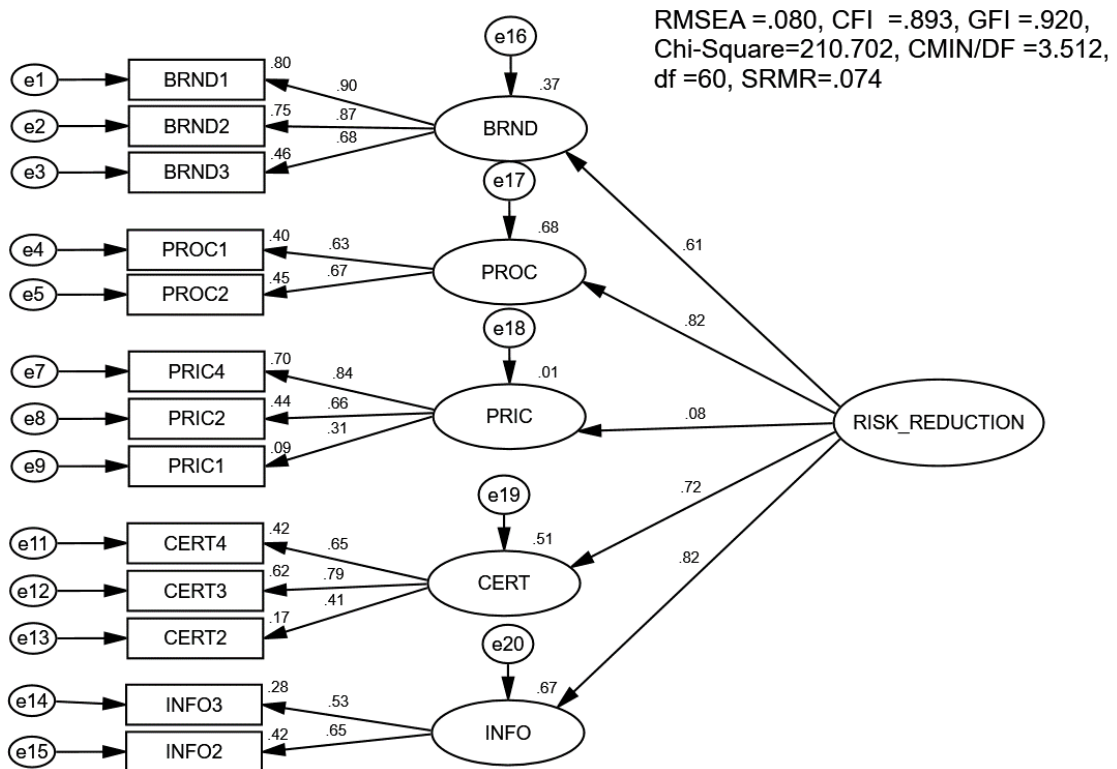 RMSEA =.080, CFI =.893, GFI =.920,
Chi-Square=210.702, CMIN/DF =3.512,
df =60, SRMR=.074
e16
.37
BRND
e1
BRND1
.80
.90
e2
BRND2
.75
.87
e3
BRND3
.46
.68
e17
.68
PROC
.61
e4
PROC1
.40
.63
e5
PROC2
.45
.67
.82
e18
.01
PRIC
e7
PRIC4
.70
.84
e8
PRIC2
.44
.66
e9
PRIC1
.09
.31
.08
RISK_REDUCTION
e19
.51
CERT
.72
e11
CERT4
.42
.65
e12
CERT3
.62
.79
e13
CERT2
.17
.41
.82
e20
.67
INFO
e14
INFO3
.28
.53
e15
INFO2
.42
.65